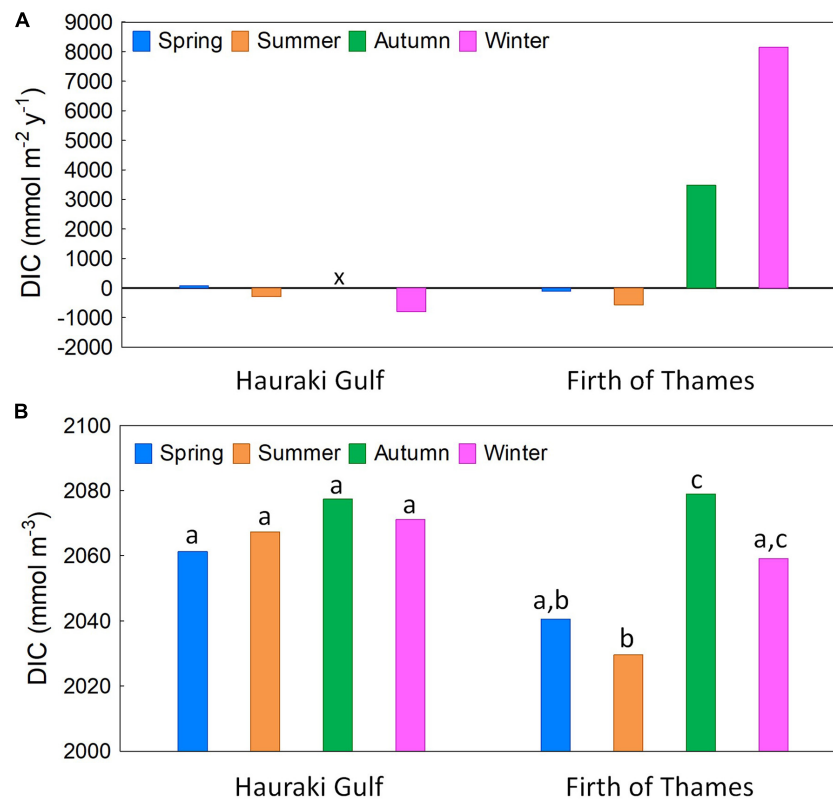 A
9000
Spring Summer Autumn Winter
8000
7000
6000
5000
4000
3000
2000
1000
0
-1000
-2000
DIC (mmol m-2 y-1)
x
Hauraki Gulf Firth of Thames
B
2100
Spring Summer Autumn Winter
2080
2060
2040
2020
2000
DIC (mmol m-3)
a a a a a,b b c a,c
Hauraki Gulf Firth of Thames